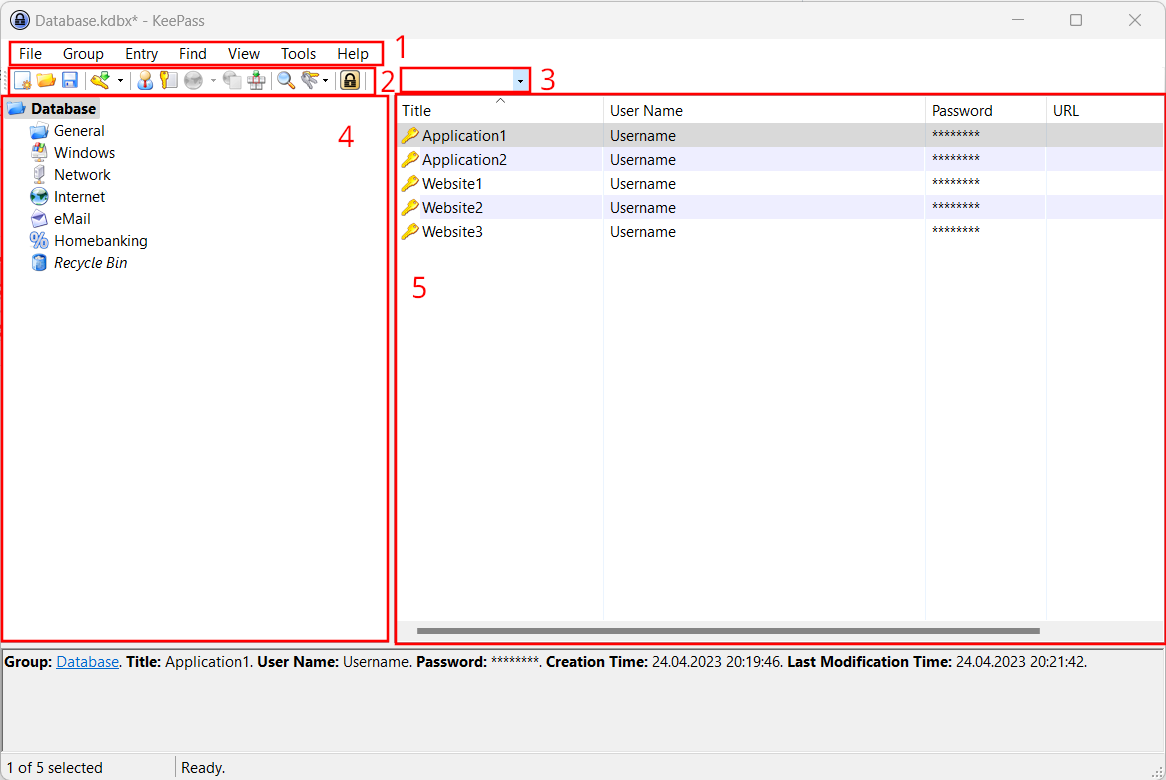 Database.kdbx* - KeePass
File Group Entry Find View Tools Help 1
2 3
Database
4
General
Windows
Network
Internet
eMail
Homebanking
Recycle Bin
Title User Name Password URL
Application1 Username ********
Application2 Username ********
Website1 Username ********
Website2 Username ********
Website3 Username ********
5
Group: Database. Title: Application1. User Name: Username. Password: ********. Creation Time: 24.04.2023 20:19:46. Last Modification Time: 24.04.2023 20:21:42.
1 of 5 selected Ready.